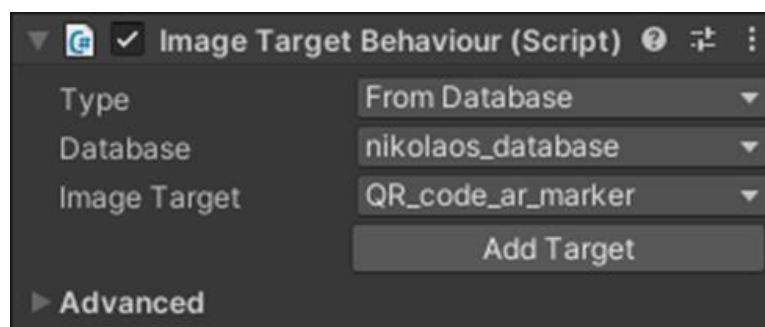 Image Target Behaviour (Script)
Type From Database
Database nikolaos_database
Image Target QR_code_ar_marker
Add Target
Advanced